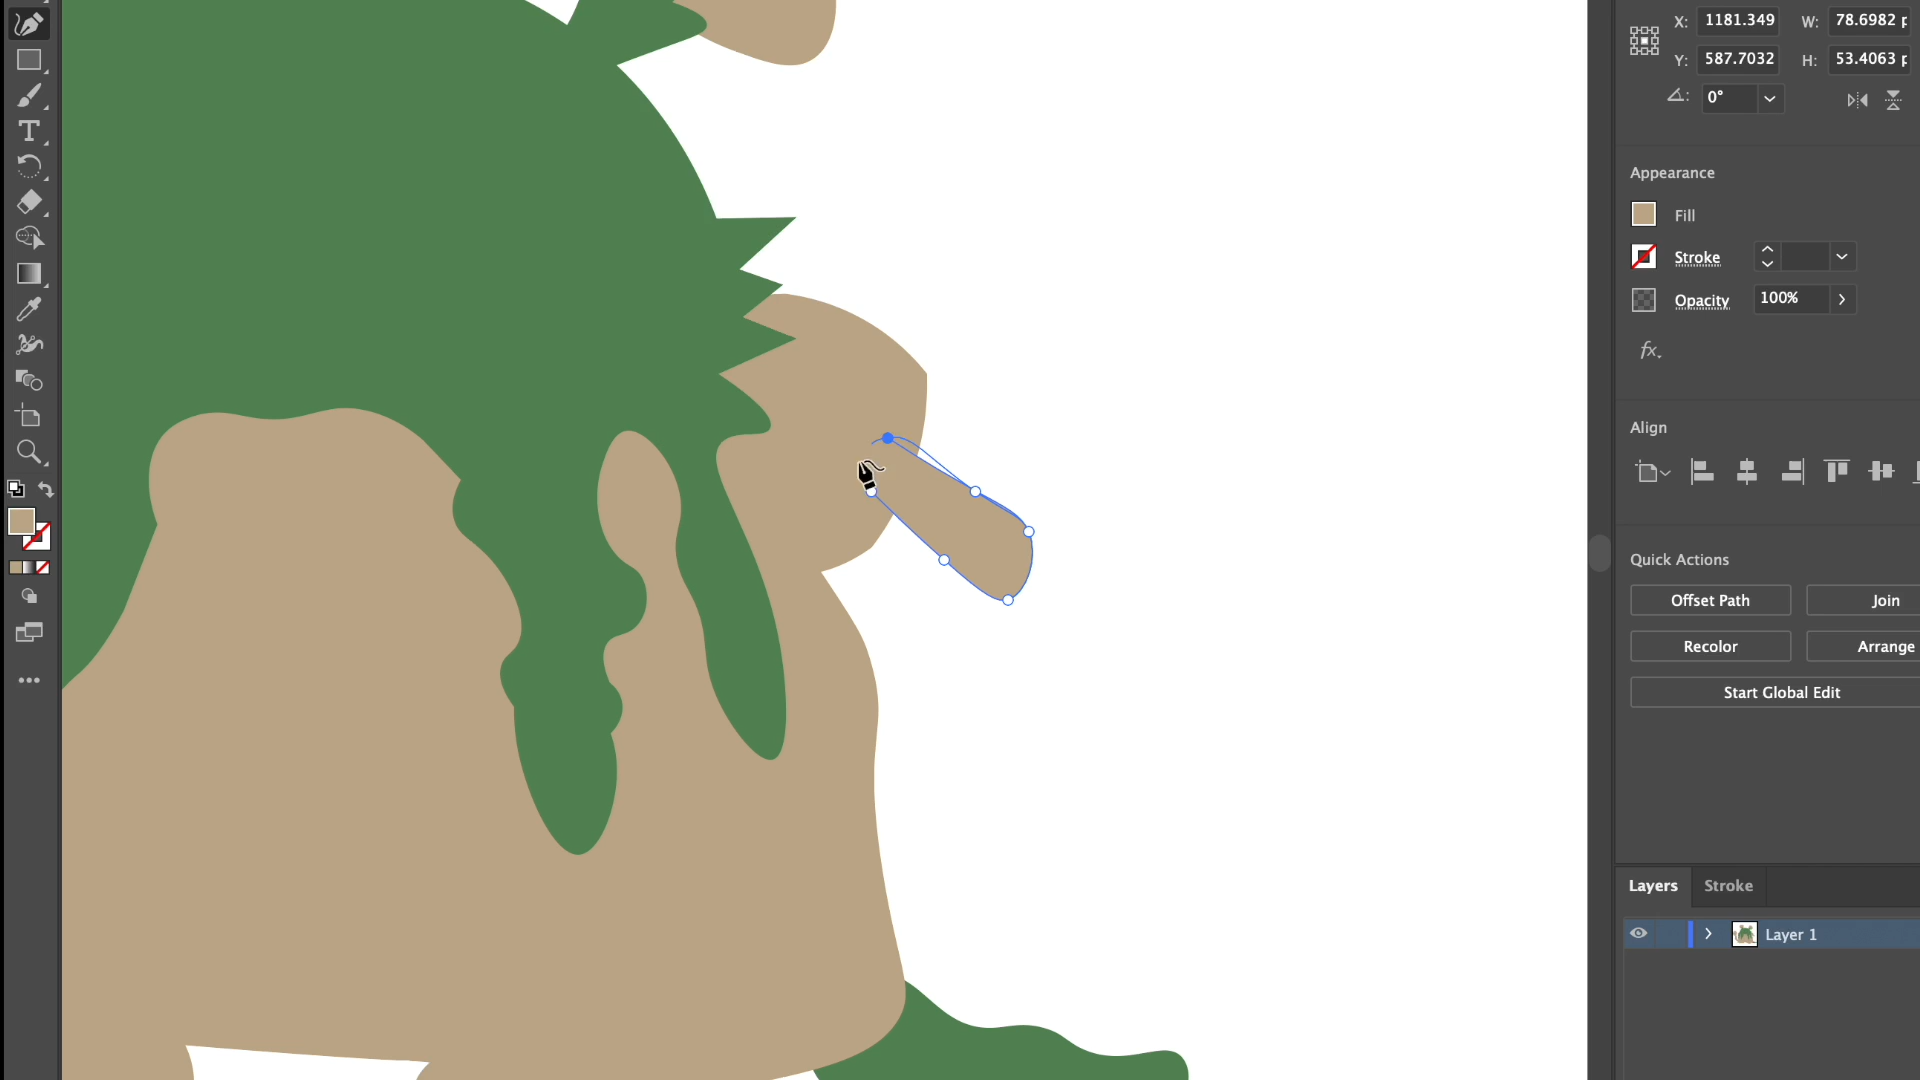 X: 1181.349 W: 78.6982 p
Y: 587.7032 H: 53.4063 p
0°
Appearance
Fill
Stroke
Opacity 100%
fx.
Align
Quick Actions
Offset Path Join
Recolor Arrange
Start Global Edit
Layers Stroke
Layer 1